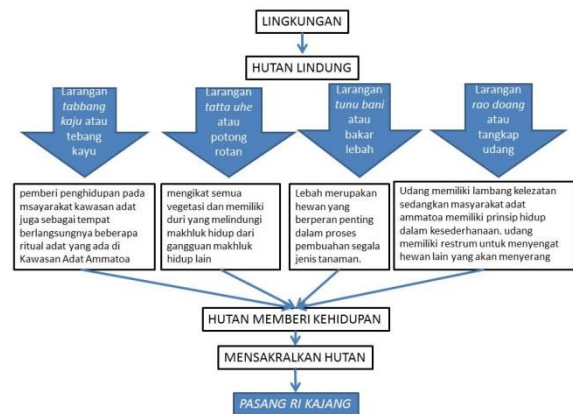 LINGKUNGAN
HUTAN LINDUNG
Larangan
tabbang
kaju atau
tebang
kayu
Larangan
tatta uhe
atau
potong
rotan
Larangan
tunu bani
atau
bakar
lebah
Larangan
rao doang
atau
tangkap
udang
pemberi penghidupan pada
msayarakat kawasan adat
juga sebagai tempat
berlangsungnya beberapa
ritual adat yang ada di
Kawasan Adat Ammatoa
mengikat semua
vegetasi dan memiliki
duri yang melindungi
makhluk hidup dari
gangguan makhluk
hidup lain
Lebah merupakan
hewan yang
berperan penting
dalam proses
pembuahan segala
jenis tanaman.
Udang memiliki lambang kelezatan
sedangkan masyarakat adat
ammatoa memiliki prinsip hidup
dalam kesederhanaan. udang
memiliki restrum untuk menyengat
hewan lain yang akan menyerang
HUTAN MEMBERI KEHIDUPAN
MENSAKRALKAN HUTAN
PASANG RI KAJANG